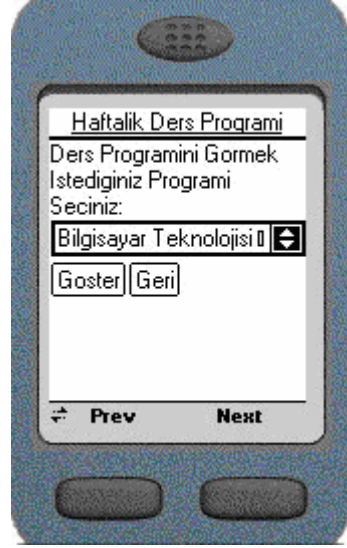 Haftalik Ders Programi
Ders Programini Gormek
Istediginiz Programi
Seciniz:
Bilgisayar Teknolojisi
Goster Geri
Prev Next